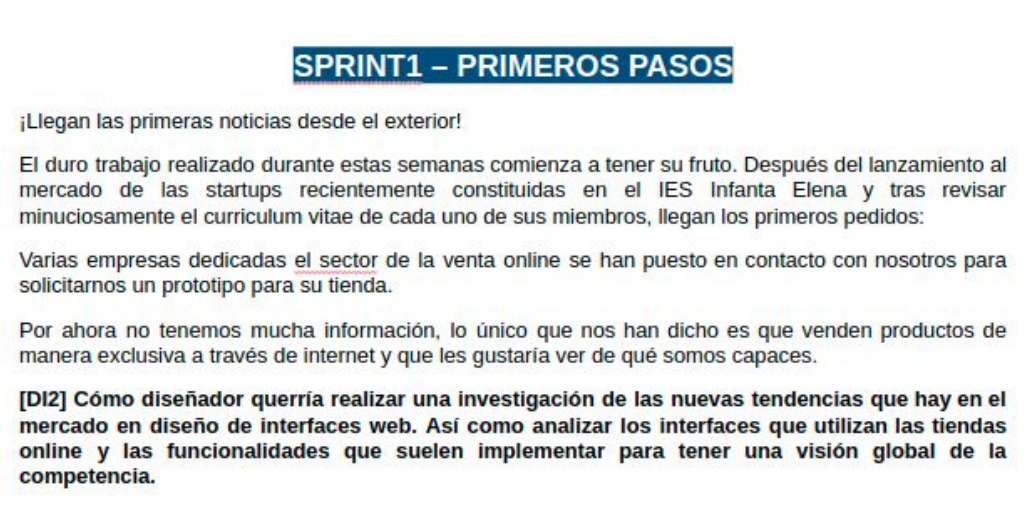 SPRINT1 – PRIMEROS PASOS
¡Llegan las primeras noticias desde el exterior!
El duro trabajo realizado durante estas semanas comienza a tener su fruto. Después del lanzamiento al
mercado de las startups recientemente constituidas en el IES Infanta Elena y tras revisar
minuciosamente el curriculum vitae de cada uno de sus miembros, llegan los primeros pedidos:
Varias empresas dedicadas el sector de la venta online se han puesto en contacto con nosotros para
solicitarnos un prototipo para su tienda.
Por ahora no tenemos mucha información, lo único que nos han dicho es que venden productos de
manera exclusiva a través de internet y que les gustaría ver de qué somos capaces.
[DI2] Cómo diseñador querría realizar una investigación de las nuevas tendencias que hay en el
mercado en diseño de interfaces web. Así como analizar los interfaces que utilizan las tiendas
online y las funcionalidades que suelen implementar para tener una visión global de la
competencia.